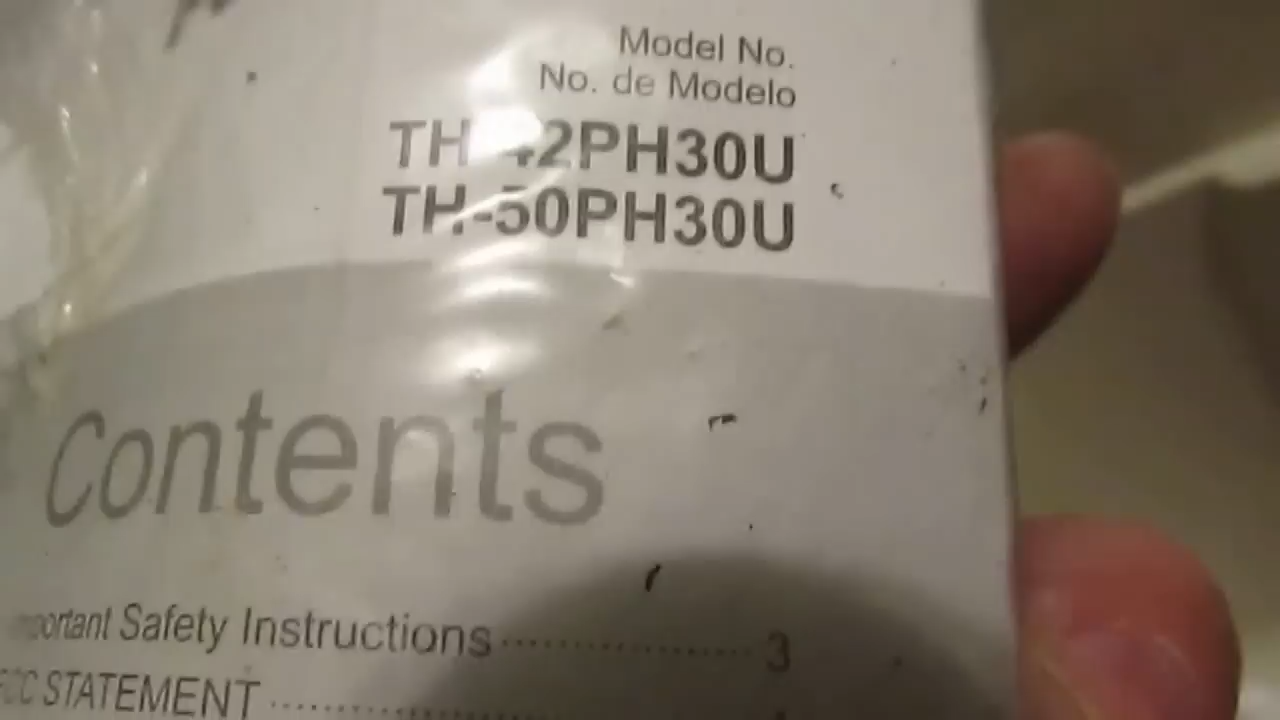 Model No.
No. de Modelo
TH-42PH30U
TH-50PH30U
Contents
Important Safety Instructions 3
FCC STATEMENT